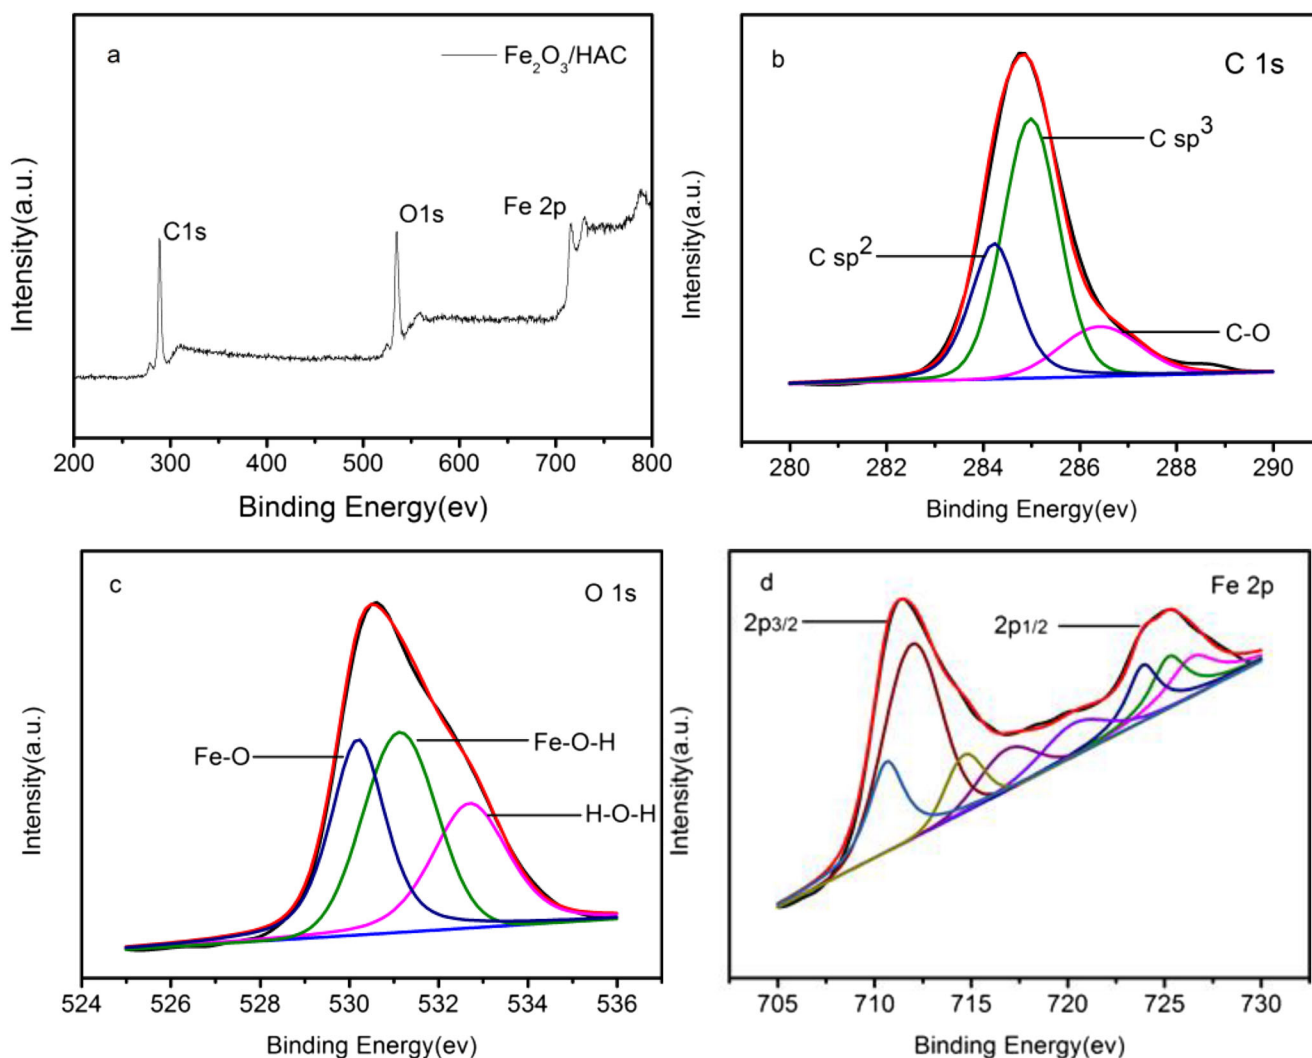 a
Fe2O3/HAC
C1s
O1s
Fe 2p
Intensity(a.u.)
200 300 400 500 600 700 800
Binding Energy(ev)
b
C 1s
C sp3
C sp2
C-O
Intensity(a.u.)
280 282 284 286 288 290
Binding Energy(ev)
c
O 1s
Fe-O
Fe-O-H
H-O-H
Intensity(a.u.)
524 526 528 530 532 534 536
Binding Energy(ev)
d
Fe 2p
2p3/2
2p1/2
Intensity(a.u.)
705 710 715 720 725 730
Binding Energy(ev)